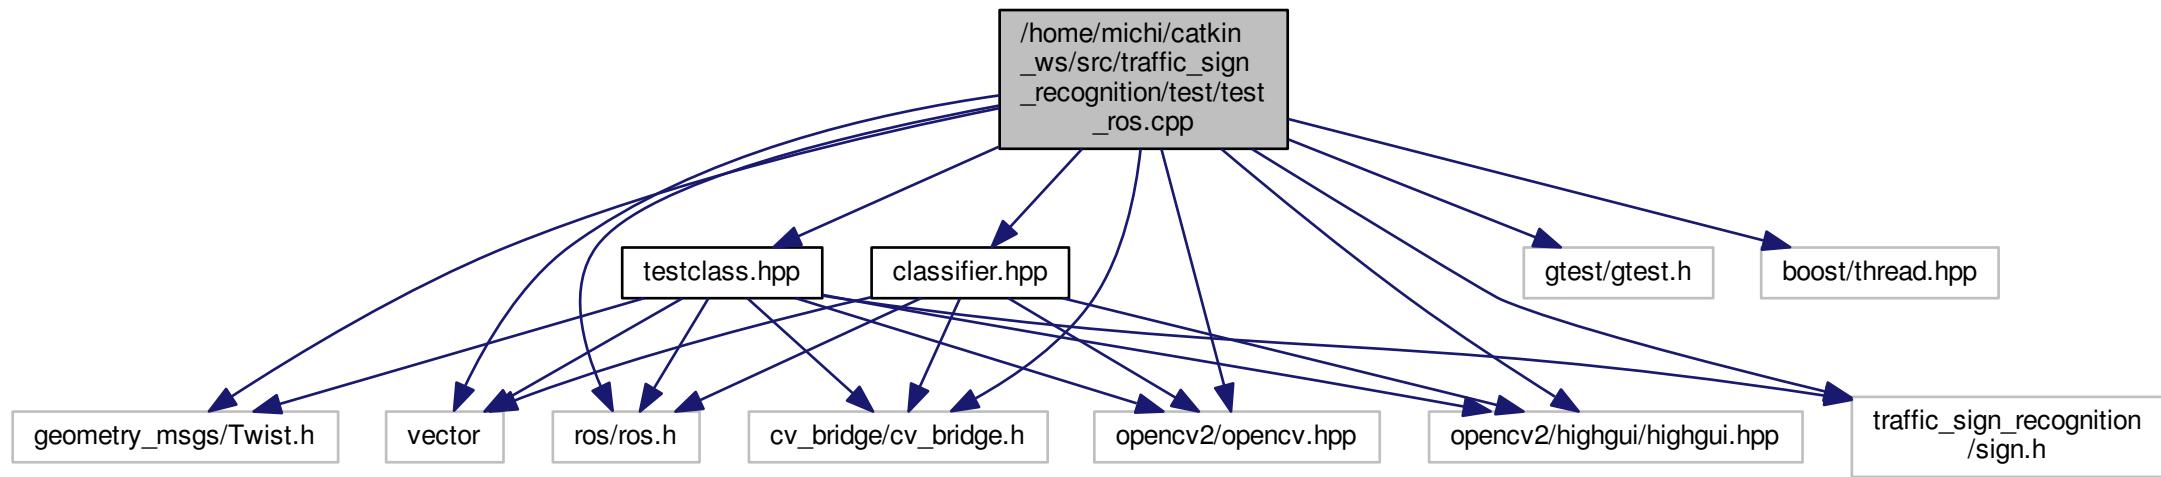 /home/michi/catkin
_ws/src/traffic_sign
_recognition/test/test
_ros.cpp
testclass.hpp
classifier.hpp
gtest/gtest.h
boost/thread.hpp
geometry_msgs/Twist.h
vector
ros/ros.h
cv_bridge/cv_bridge.h
opencv2/opencv.hpp
opencv2/highgui/highgui.hpp
traffic_sign_recognition
/sign.h